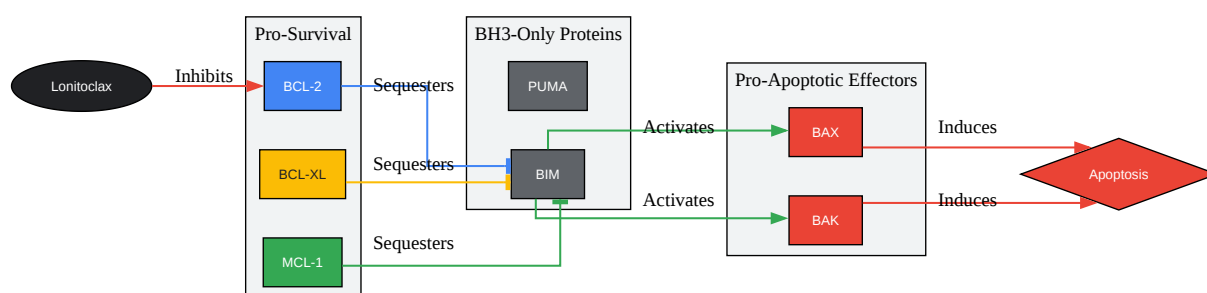 Pro-Survival
BH3-Only Proteins
Pro-Apoptotic Effectors
Lonitoclax
Inhibits
BCL-2
Sequesters
PUMA
BCL-XL
Sequesters
BIM
Activates
BAX
Induces
Apoptosis
Activates
BAK
Induces
MCL-1
Sequesters